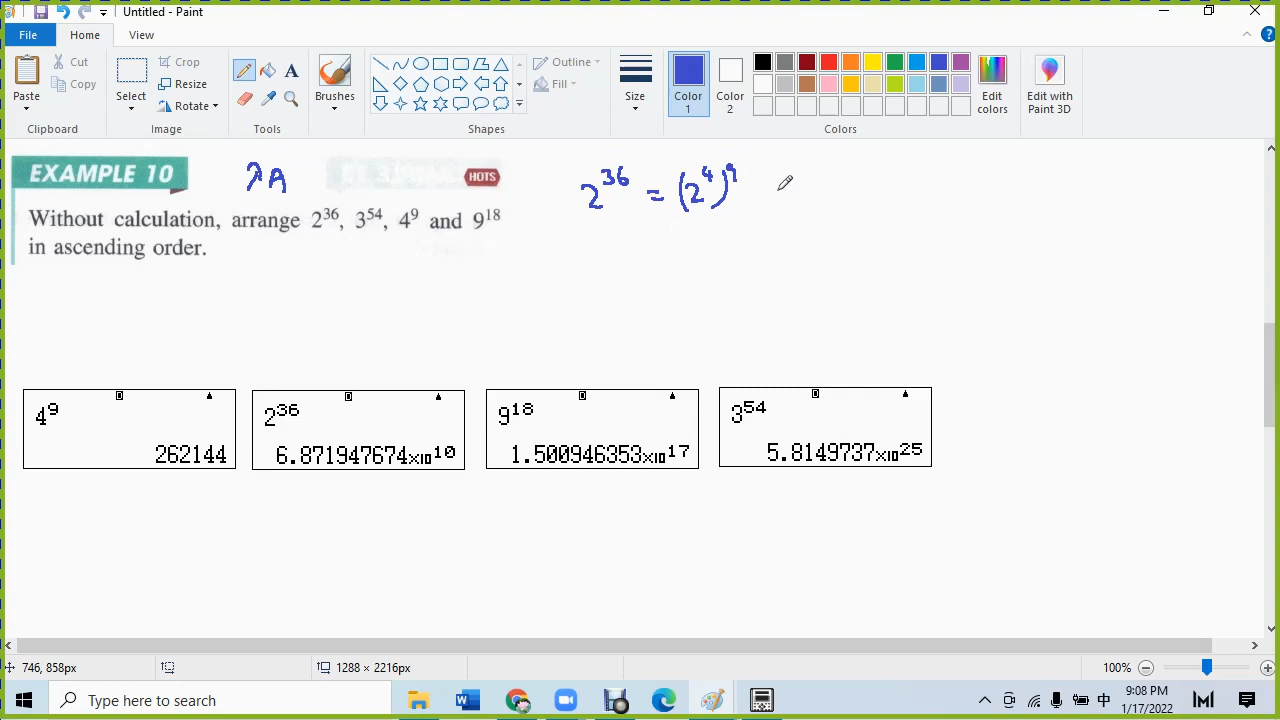 Untitled - Paint
File Home View
Paste Cut Copy Clipboard
Select Crop Resize Rotate Image
Tools
Brushes
Outline Fill Shapes
Size
Color 1 Color 2 Edit colors Colors
Edit with Paint 3D
EXAMPLE 10 λA HOTS
Without calculation, arrange 2³⁶, 3⁵⁴, 4⁹ and 9¹⁸
in ascending order.
2³⁶ = (2⁴)⁹
4⁹
262144
2³⁶
6.871947674×10¹⁰
9¹⁸
1.500946353×10¹⁷
3⁵⁴
5.8149737×10²⁵
746, 858px 1288 × 2216px 100%
Type here to search 中 9:08 PM
1/17/2022